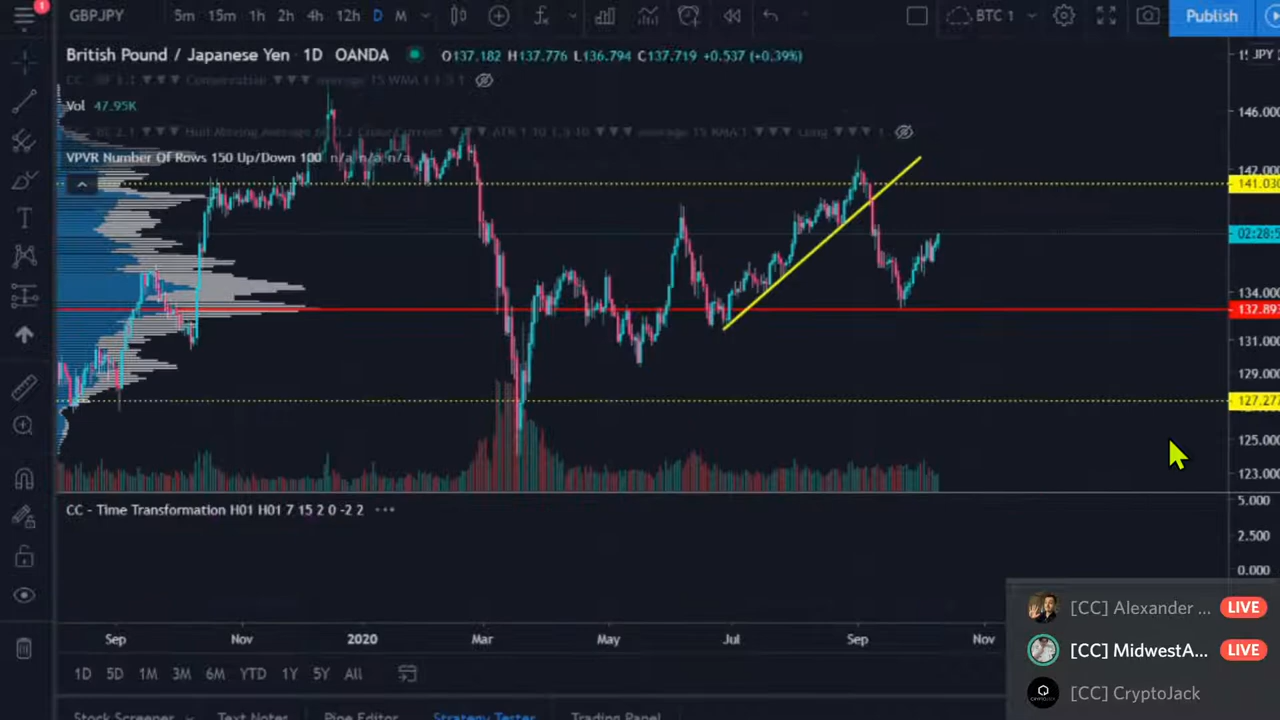 GBPJPY 5m 15m 1h 2h 4h 12h D M BTC 1 Publish
British Pound / Japanese Yen · 1D · OANDA O137.182 H137.776 L136.794 C137.719 +0.537 (+0.39%) JPY
Vol 47.95K
146.000
VPVR Number Of Rows 150 Up/Down 100 n/a n/a n/a
142.000
141.030
02:28:5
134.000
132.893
131.000
129.000
127.277
125.000
123.000
5.000
CC - Time Transformation H01 H01 7 15 2 0 -2 2
2.500
0.000
[CC] Alexander ... LIVE
Sep Nov 2020 Mar May Jul Sep Nov
[CC] MidwestA... LIVE
1D 5D 1M 3M 6M YTD 1Y 5Y All
[CC] CryptoJack
Stock Screener Text Notes Pine Editor Strategy Tester Trading Panel